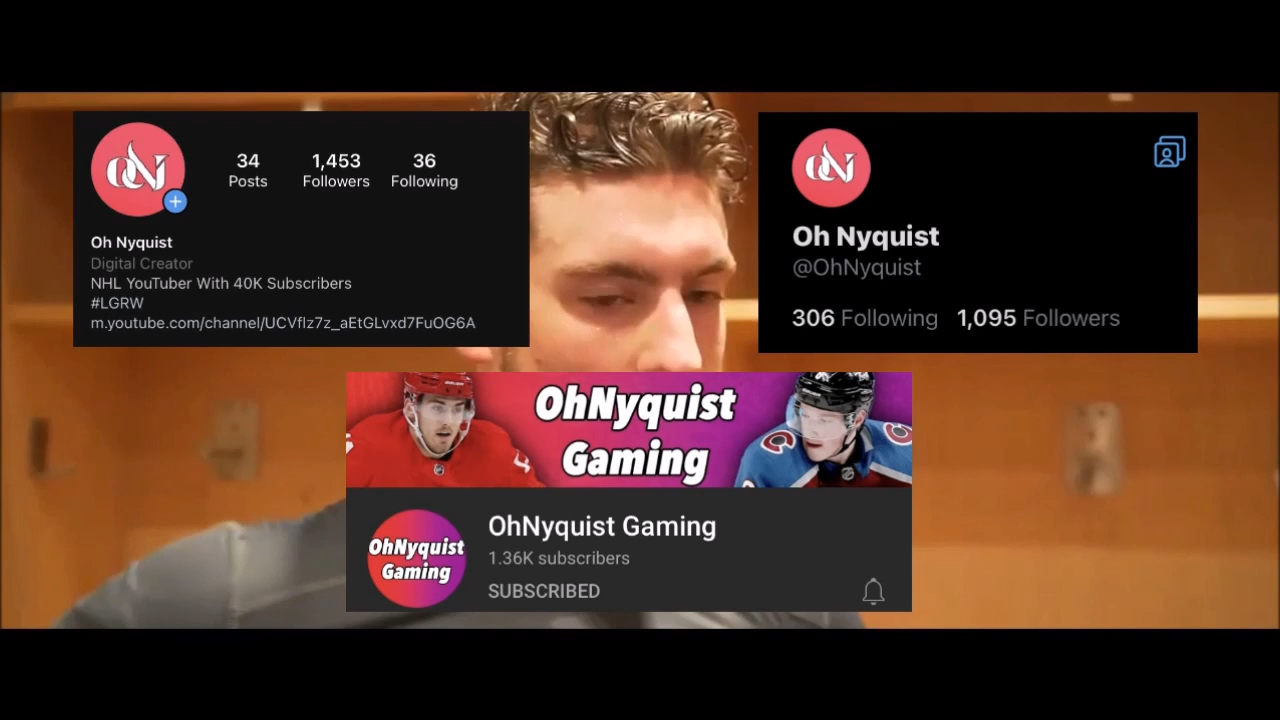 ON
34
1,453
36
Posts
Followers
Following
Oh Nyquist
Digital Creator
NHL YouTuber With 40K Subscribers
#LGRW
m.youtube.com/channel/UCVflz7z_aEtGLvxd7FuOG6A
ON
Oh Nyquist
@OhNyquist
306 Following 1,095 Followers
OhNyquist
Gaming
OhNyquist
Gaming
OhNyquist Gaming
1.36K subscribers
SUBSCRIBED